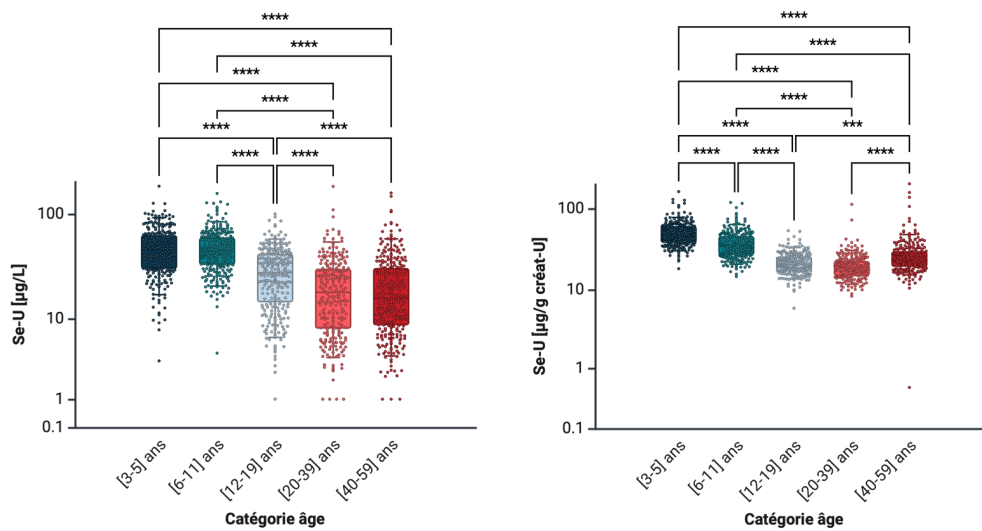 ****
****
****
****
**** ****
**** ****
Se-U [µg/L]
100
10
1
0.1
[3-5] ans
[6-11] ans
[12-19] ans
[20-39] ans
[40-59] ans
Catégorie âge
****
****
****
****
**** ***
**** **** ****
Se-U [µg/g créat-U]
100
10
1
0.1
[3-5] ans
[6-11] ans
[12-19] ans
[20-39] ans
[40-59] ans
Catégorie âge